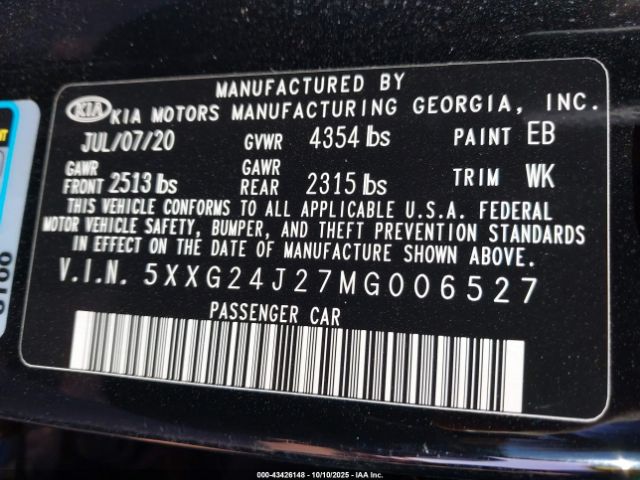 MANUFACTURED BY
KIA KIA MOTORS MANUFACTURING GEORGIA, INC.
JUL/07/20 GVWR 4354 lbs PAINT EB
GAWR FRONT 2513 lbs GAWR REAR 2315 lbs TRIM WK
THIS VEHICLE CONFORMS TO ALL APPLICABLE U.S.A. FEDERAL
MOTOR VEHICLE SAFETY, BUMPER, AND THEFT PREVENTION STANDARDS
IN EFFECT ON THE DATE OF MANUFACTURE SHOWN ABOVE.
V.I.N. 5XXG24J27MG006527
PASSENGER CAR
000-43426148 - 10/10/2025 - Copyright © 2025 IAA, Inc.